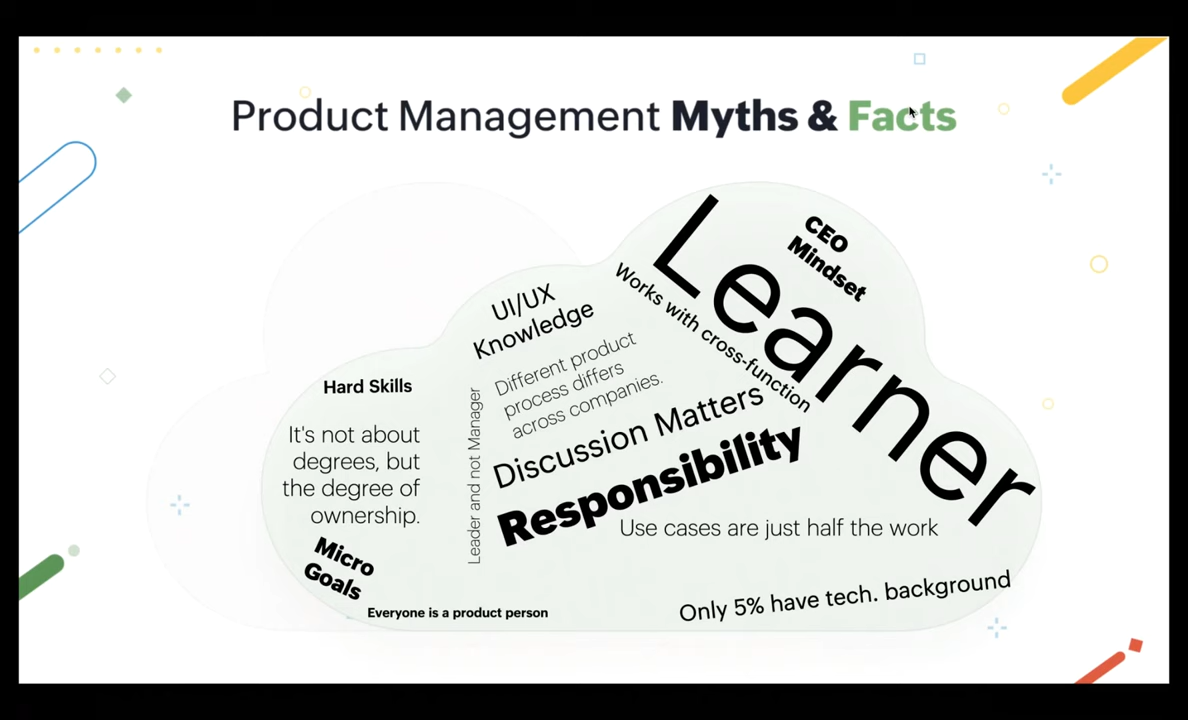 Product Management Myths & Facts
CEO
Mindset
Learner
Works with cross-function
UI/UX
Knowledge
Different product
process differs
across companies.
Hard Skills
It's not about
degrees, but
the degree of
ownership.
Leader and not Manager
Discussion Matters
Responsibility
Use cases are just half the work
Micro
Goals
Everyone is a product person
Only 5% have tech. background